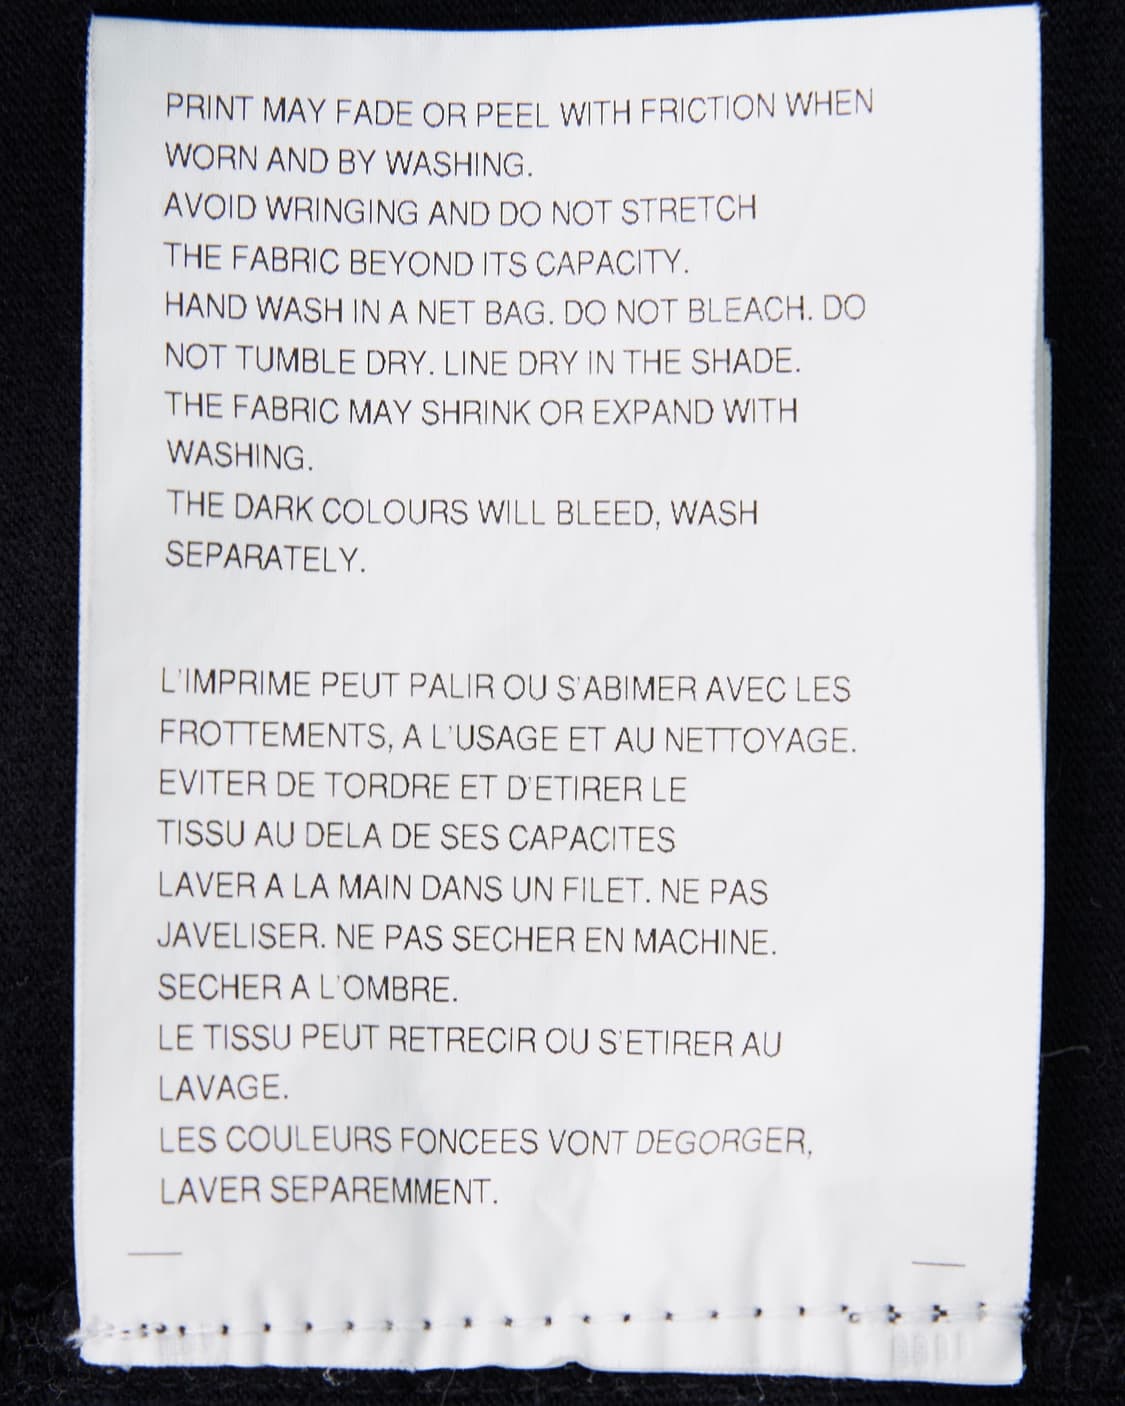 PRINT MAY FADE OR PEEL WITH FRICTION WHEN
WORN AND BY WASHING.
AVOID WRINGING AND DO NOT STRETCH
THE FABRIC BEYOND ITS CAPACITY.
HAND WASH IN A NET BAG. DO NOT BLEACH. DO
NOT TUMBLE DRY. LINE DRY IN THE SHADE.
THE FABRIC MAY SHRINK OR EXPAND WITH
WASHING.
THE DARK COLOURS WILL BLEED, WASH
SEPARATELY.
L'IMPRIME PEUT PALIR OU S'ABIMER AVEC LES
FROTTEMENTS, A L'USAGE ET AU NETTOYAGE.
EVITER DE TORDRE ET D'ETIRER LE
TISSU AU DELA DE SES CAPACITES
LAVER A LA MAIN DANS UN FILET. NE PAS
JAVELISER. NE PAS SECHER EN MACHINE.
SECHER A L'OMBRE.
LE TISSU PEUT RETRECIR OU S'ETIRER AU
LAVAGE.
LES COULEURS FONCEES VONT DEGORGER,
LAVER SEPAREMMENT.